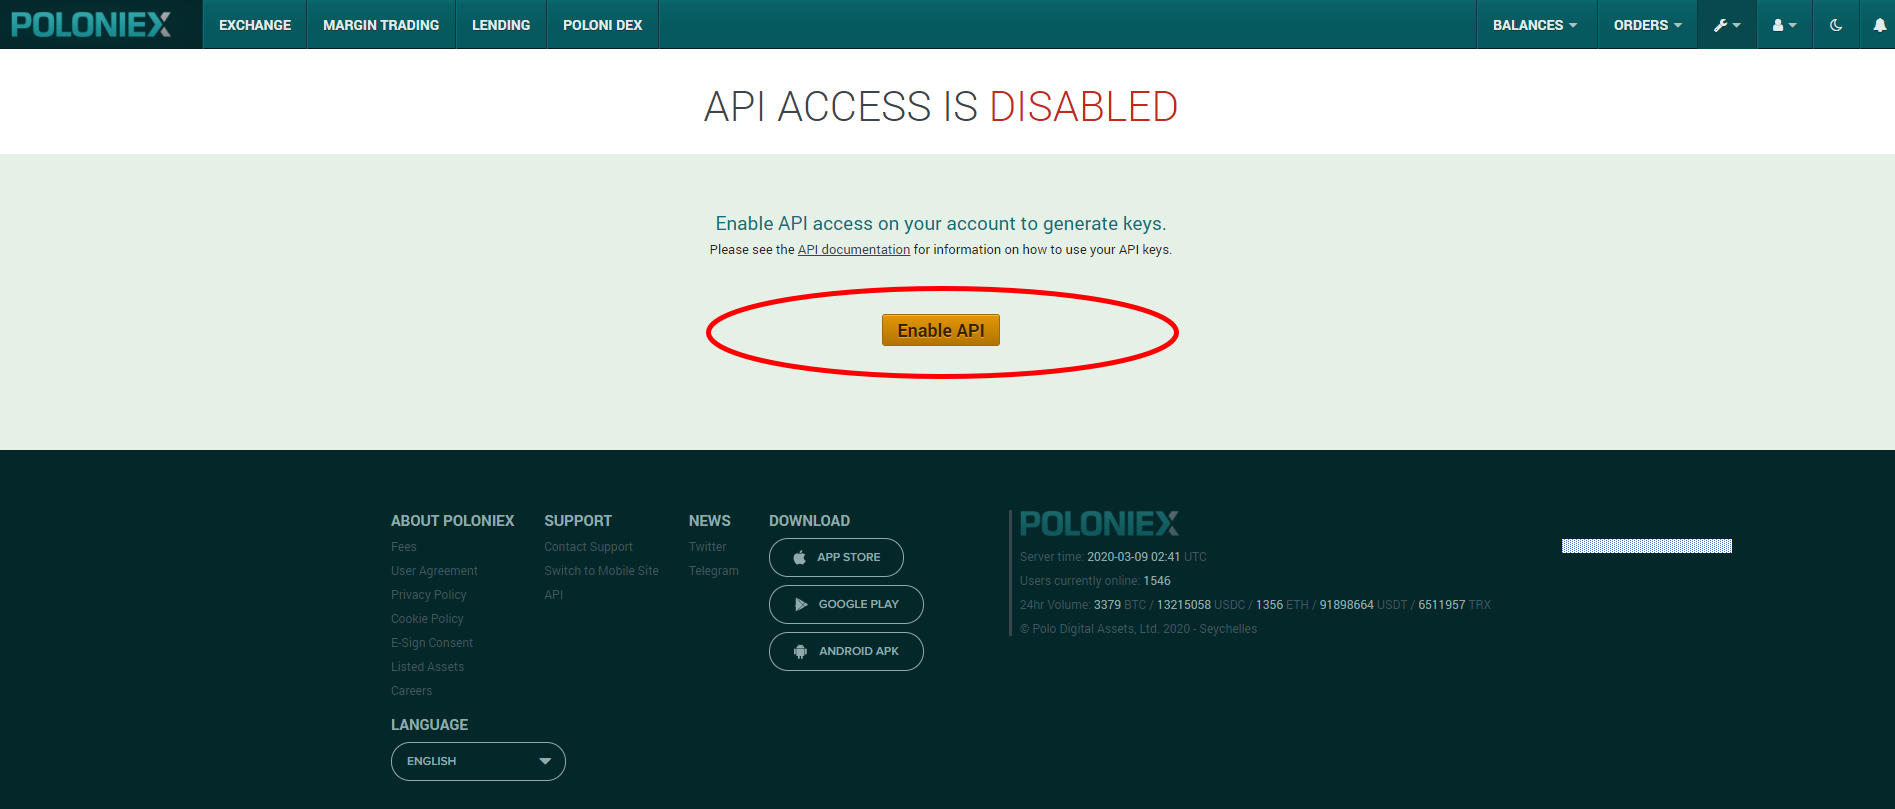 POLONIEX EXCHANGE MARGIN TRADING LENDING POLONI DEX BALANCES ORDERS
API ACCESS IS DISABLED
Enable API access on your account to generate keys.
Please see the API documentation for information on how to use your API keys.
Enable API
ABOUT POLONIEX
Fees
User Agreement
Privacy Policy
Cookie Policy
E-Sign Consent
Listed Assets
Careers
SUPPORT
Contact Support
Switch to Mobile Site
API
NEWS
Twitter
Telegram
DOWNLOAD
APP STORE
GOOGLE PLAY
ANDROID APK
POLONIEX
Server time: 2020-03-09 02:41 UTC
Users currently online: 1546
24hr Volume: 3379 BTC / 13215058 USDC / 1356 ETH / 91898664 USDT / 6511957 TRX
© Polo Digital Assets, Ltd. 2020 - Seychelles
LANGUAGE
ENGLISH